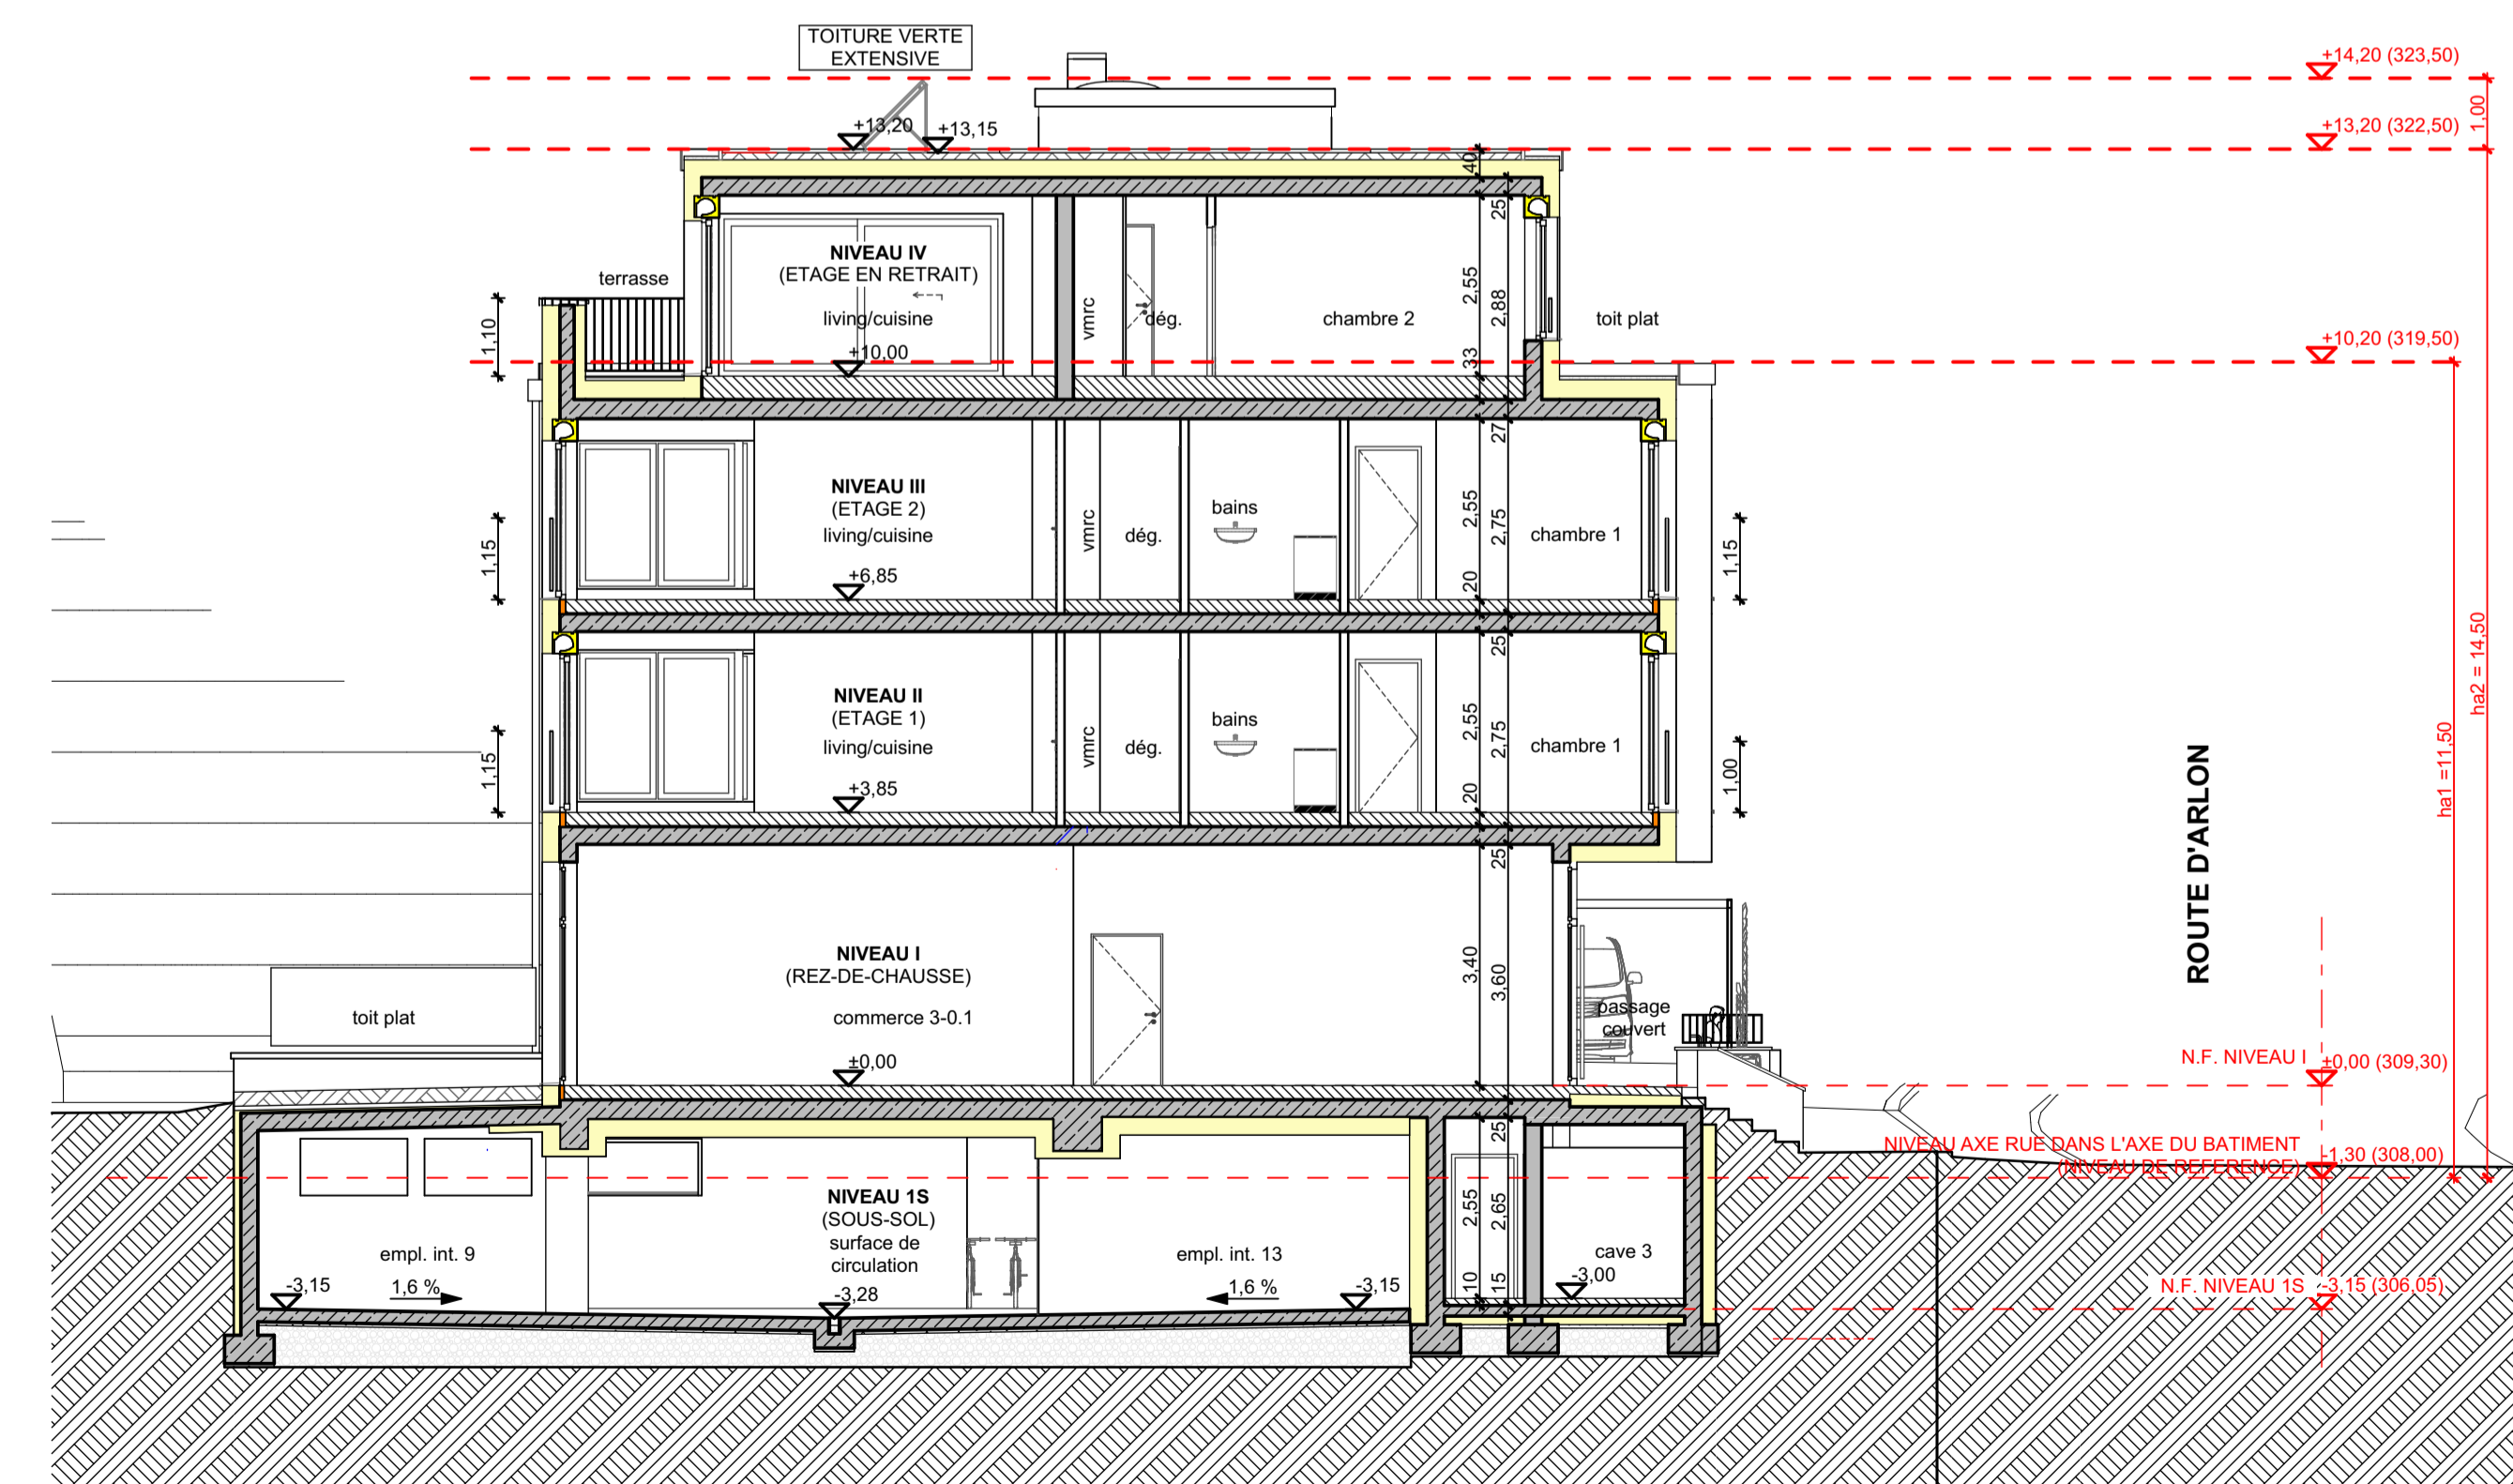 TOITURE VERTE
EXTENSIVE
+14,20 (323,50)
1,00
+13,20
+13,15
+13,20 (322,50)
40
25
NIVEAU IV
(ETAGE EN RETRAIT)
terrasse
living/cuisine
vmrc
dég.
chambre 2
2,55
2,88
toit plat
1,10
+10,00
33
+10,20 (319,50)
27
NIVEAU III
(ETAGE 2)
living/cuisine
vmrc
dég.
bains
2,55
2,75
chambre 1
1,15
1,15
+6,85
20
25
NIVEAU II
(ETAGE 1)
living/cuisine
vmrc
dég.
bains
2,55
2,75
chambre 1
1,15
1,00
+3,85
20
25
ha2 = 14,50
ha1 =11,50
ROUTE D'ARLON
NIVEAU I
(REZ-DE-CHAUSSE)
commerce 3-0.1
3,40
3,60
passage
couvert
toit plat
±0,00
N.F. NIVEAU I
±0,00 (309,30)
25
NIVEAU AXE RUE DANS L'AXE DU BATIMENT
(NIVEAU DE REFERENCE)
-1,30 (308,00)
NIVEAU 1S
(SOUS-SOL)
surface de
circulation
empl. int. 9
empl. int. 13
2,55
2,65
cave 3
-3,15
1,6 %
-3,28
1,6 %
-3,15
10
15
-3,00
N.F. NIVEAU 1S
-3,15 (306,05)